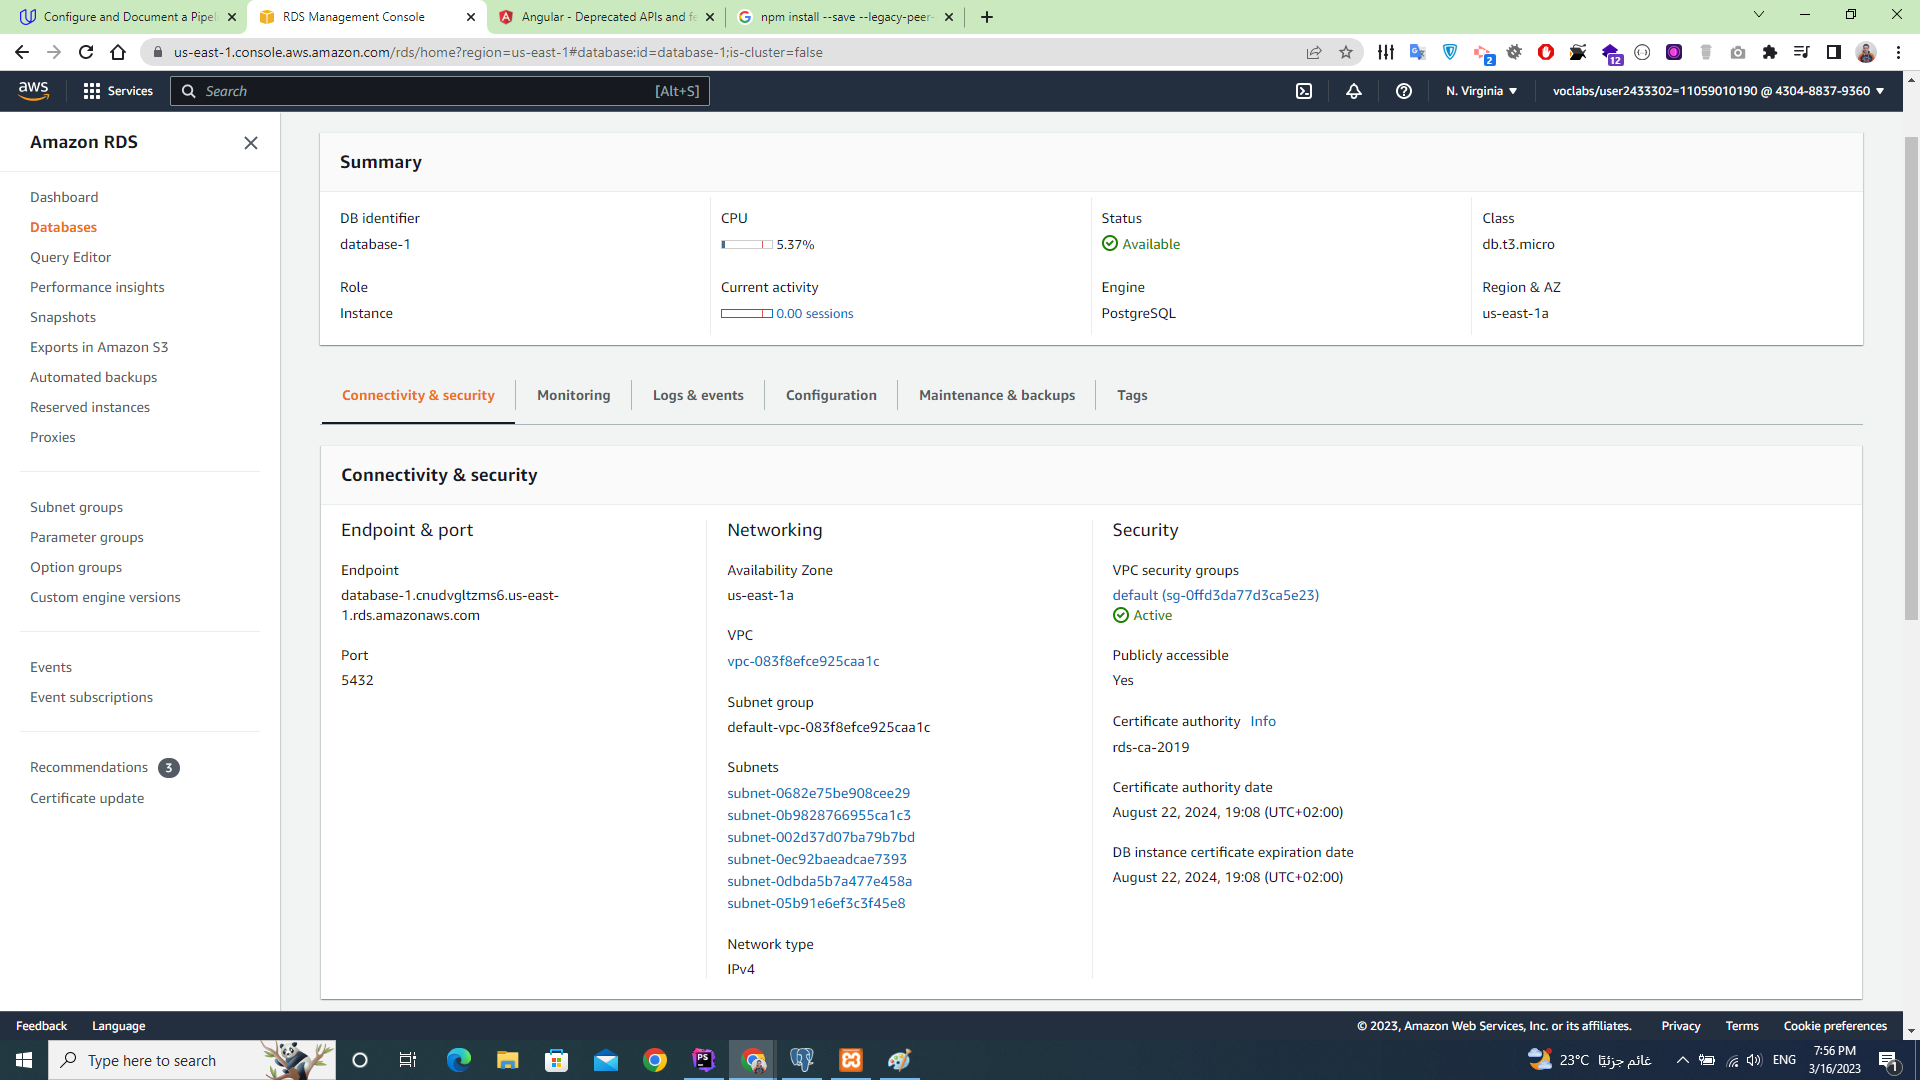 Configure and Document a Pipel
RDS Management Console
Angular - Deprecated APIs and fe
npm install --save --legacy-peer-
us-east-1.console.aws.amazon.com/rds/home?region=us-east-1#database:id=database-1;is-cluster=false
2
12
aws
Services
Search
[Alt+S]
N. Virginia
voclabs/user2433302=11059010190 @ 4304-8837-9360
Amazon RDS
Dashboard
Databases
Query Editor
Performance insights
Snapshots
Exports in Amazon S3
Automated backups
Reserved instances
Proxies
Subnet groups
Parameter groups
Option groups
Custom engine versions
Events
Event subscriptions
Recommendations 3
Certificate update
Summary
DB identifier
database-1
CPU
5.37%
Status
Available
Class
db.t3.micro
Role
Instance
Current activity
0.00 sessions
Engine
PostgreSQL
Region & AZ
us-east-1a
Connectivity & security
Monitoring
Logs & events
Configuration
Maintenance & backups
Tags
Connectivity & security
Endpoint & port
Endpoint
database-1.cnudvgltzms6.us-east-
1.rds.amazonaws.com
Port
5432
Networking
Availability Zone
us-east-1a
VPC
vpc-083f8efce925caa1c
Subnet group
default-vpc-083f8efce925caa1c
Subnets
subnet-0682e75be908cee29
subnet-0b9828766955ca1c3
subnet-002d37d07ba79b7bd
subnet-0ec92baeadcae7393
subnet-0dbda5b7a477e458a
subnet-05b91e6ef3c3f45e8
Network type
IPv4
Security
VPC security groups
default (sg-0ffd3da77d3ca5e23)
Active
Publicly accessible
Yes
Certificate authority Info
rds-ca-2019
Certificate authority date
August 22, 2024, 19:08 (UTC+02:00)
DB instance certificate expiration date
August 22, 2024, 19:08 (UTC+02:00)
Feedback
Language
© 2023, Amazon Web Services, Inc. or its affiliates.
Privacy
Terms
Cookie preferences
Type here to search
PS
23°C غائم جزئيًا
ENG
7:56 PM
3/16/2023
1